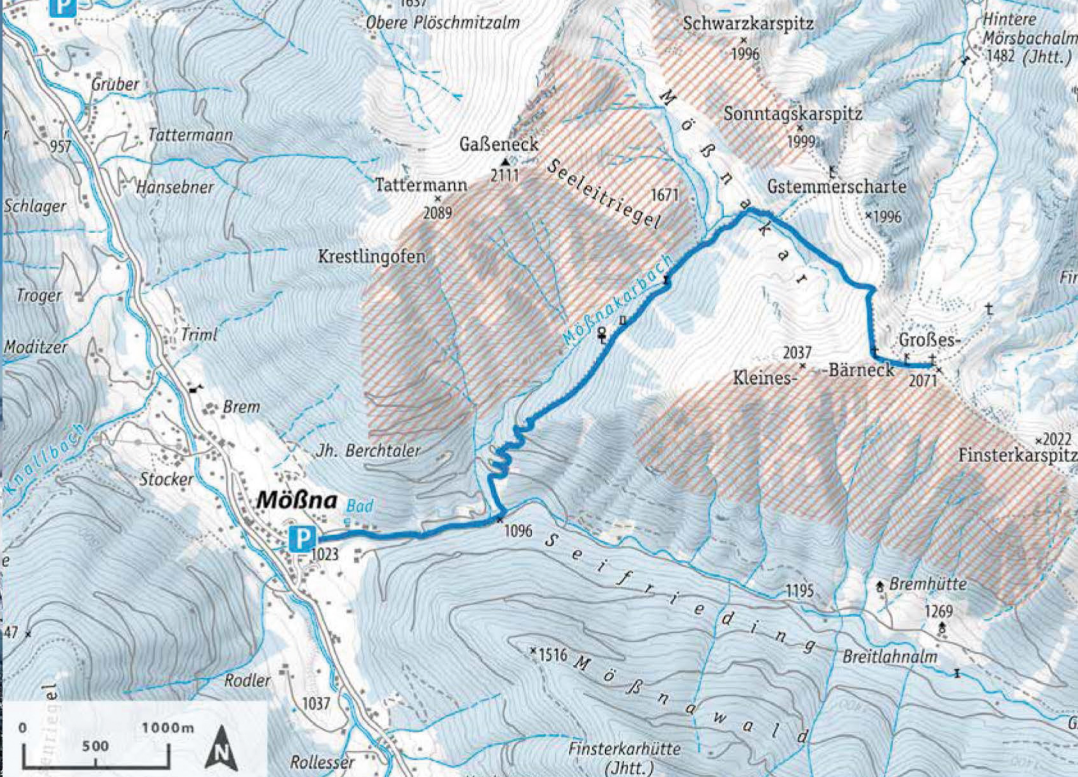 P
1637
Obere Plöschmitzalm
Schwarzkarspitz
1996
Hintere
Mörsbachalm
1482 (Jhtt.)
Gruber
Tattermann
957
Sonntagskarspitz
1999
Mößnakar
Gaßeneck
2111
Seeleitriegel
Tattermann
2089
1671
Gstemmerscharte
1996
Hansebner
Schlager
Krestlingofen
Troger
Triml
Moditzer
Mößnakarbach
Großes-
2037
Kleines-
-Bärneck
2071
Brem
2022
Finsterkarspitz
Knallbach
Jh. Berchtaler
Stocker
Mößna
Bad
P
1023
1096
Seifrieding
1195
Bremhütte
1269
Breitlahnalm
47
1516
Mößnawald
Rodler
1037
0
1000m
500
N
Rollesser
Finsterkarhütte
(Jhtt.)